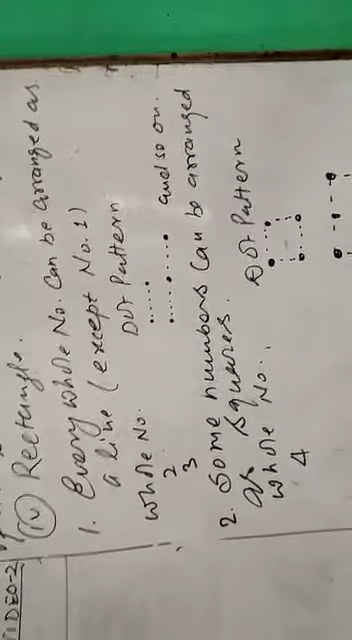 (v) Rectangle.
1. Every whole No. Can be arranged as
a line (except No. 1)
Whole No. Dot Pattern
2
3 and so on.
2. Some numbers Can be arranged
as squares.
Whole No. Dot Pattern
4